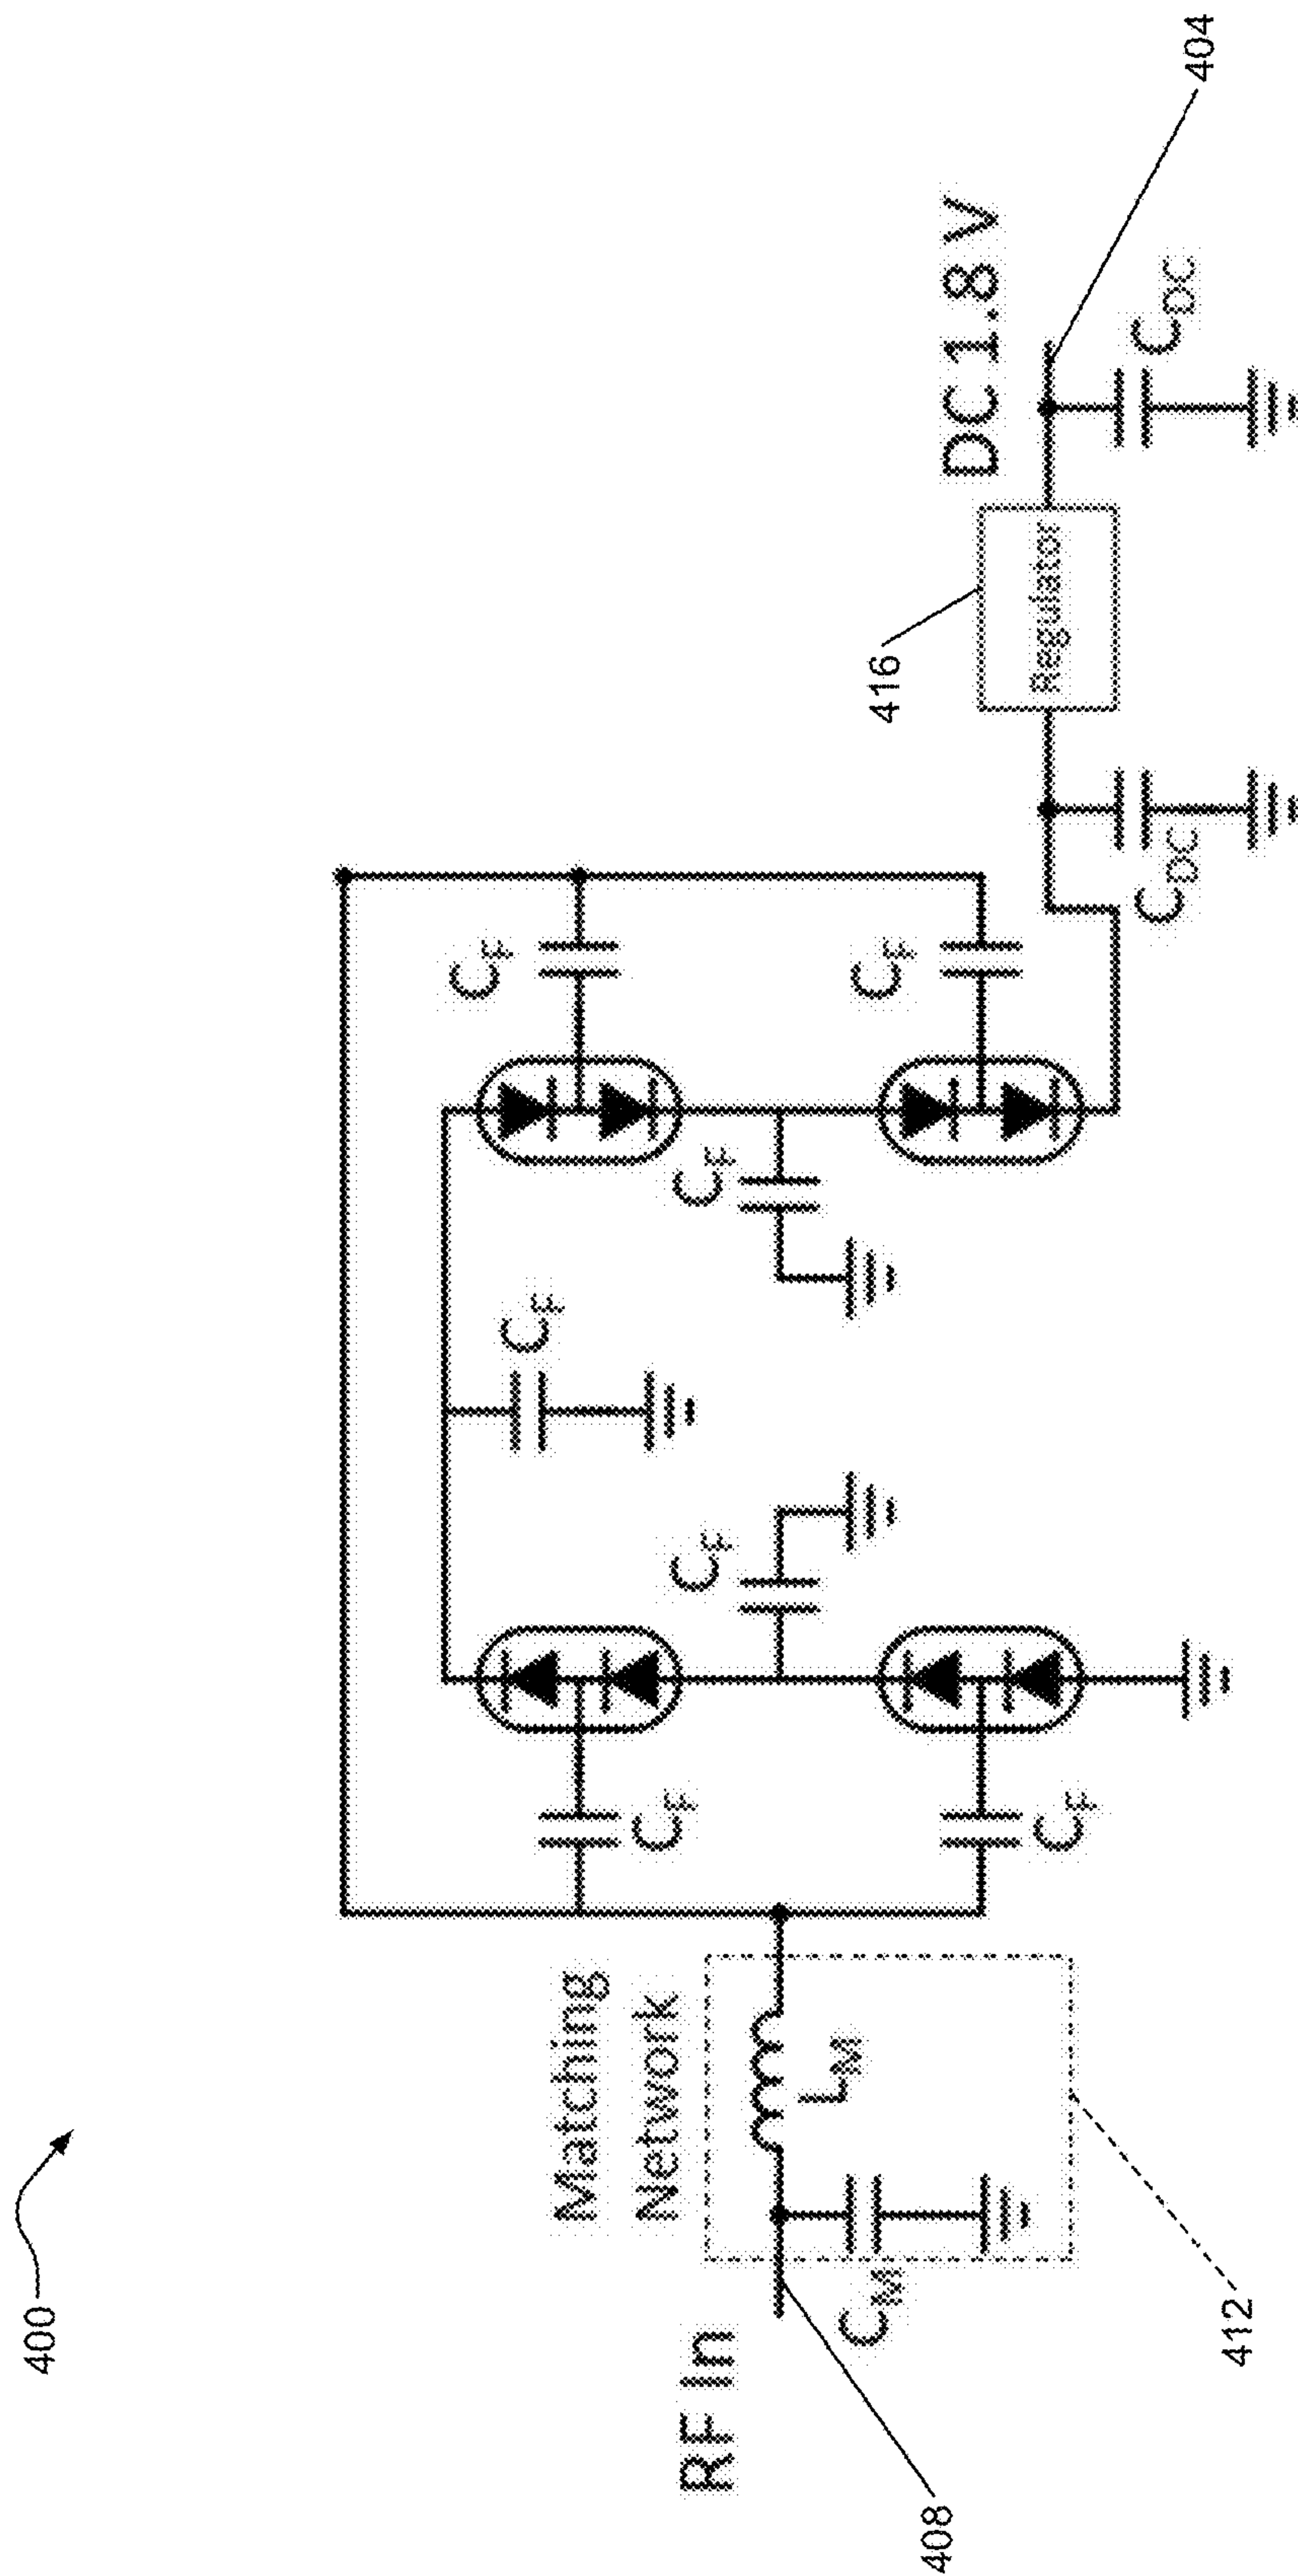 400
RF In
408
Matching
Network
L_M
C_M
412
C_F
C_F
C_F
C_F
C_F
C_F
C_F
C_DC
416
Regulator
DC 1.8 V
C_DC
404